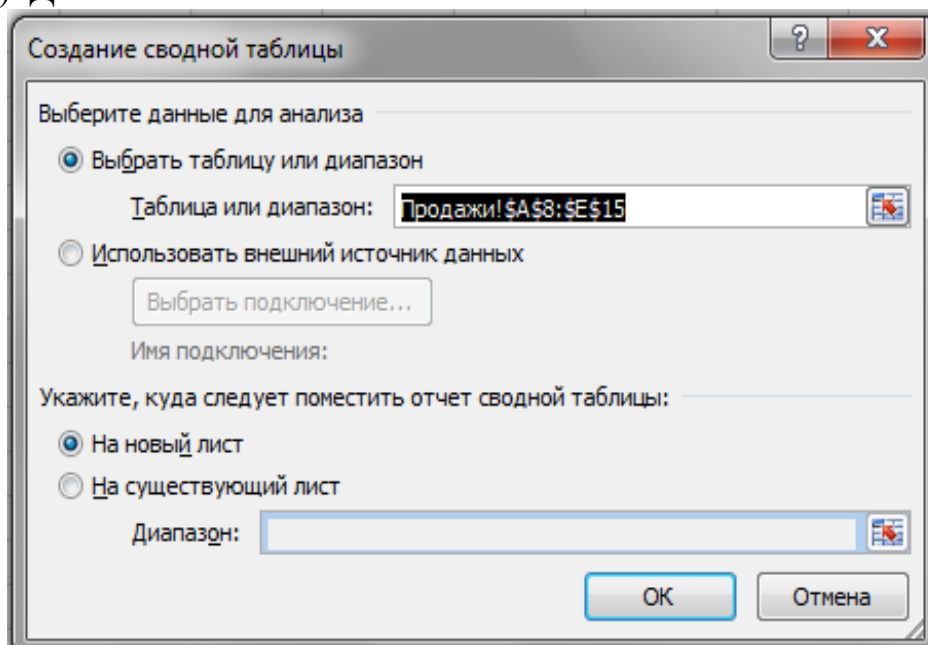 Создание сводной таблицы
?
Выберите данные для анализа
Выбрать таблицу или диапазон
Таблица или диапазон: Продажи!$A$8:$E$15
Использовать внешний источник данных
Выбрать подключение...
Имя подключения:
Укажите, куда следует поместить отчет сводной таблицы:
На новый лист
На существующий лист
Диапазон:
ОК Отмена